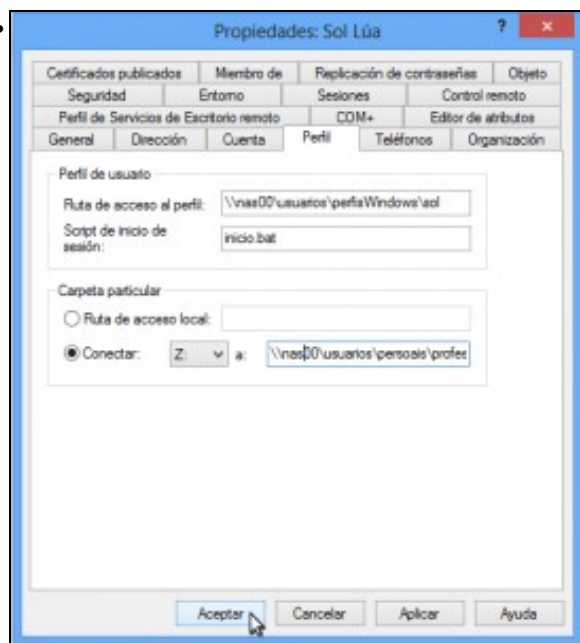 Propiedades: Sol Lúa
?
×
Certificados publicados
Miembro de
Replicación de contraseñas
Objeto
Seguridad
Entorno
Sesiones
Control remoto
Perfil de Servicios de Escritorio remoto
COM+
Editor de atributos
General
Dirección
Cuenta
Perfil
Teléfonos
Organización
Perfil de usuario
Ruta de acceso al perfil:
\\nas00\usuarios\perfisWindows\sol
Script de inicio de
sesión:
inicio.bat
Carpeta particular
Ruta de acceso local:
Conectar:
Z:
a:
\\nas00\usuarios\persoais\profes
Aceptar
Cancelar
Aplicar
Ayuda